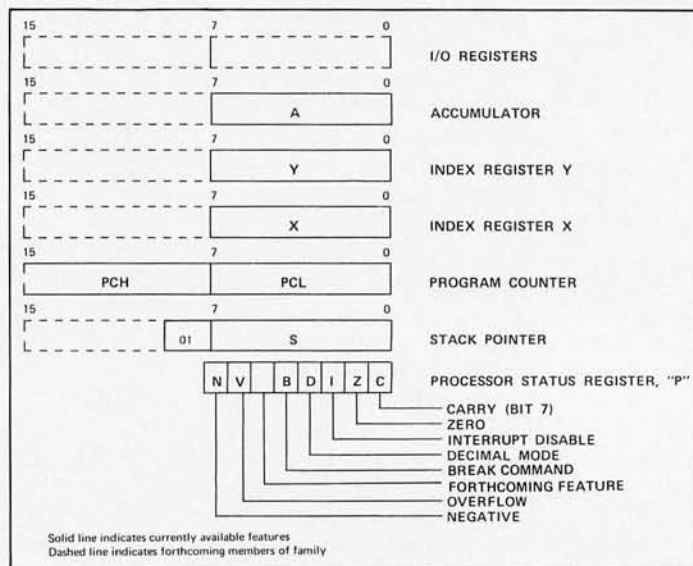 15 7 0
I/O REGISTERS
15 7 0
A ACCUMULATOR
15 7 0
Y INDEX REGISTER Y
15 7 0
X INDEX REGISTER X
15 7 0
PCH PCL PROGRAM COUNTER
15 7 0
01 S STACK POINTER
N V B D I Z C PROCESSOR STATUS REGISTER, "P"
CARRY (BIT 7)
ZERO
INTERRUPT DISABLE
DECIMAL MODE
BREAK COMMAND
FORTHCOMING FEATURE
OVERFLOW
NEGATIVE
Solid line indicates currently available features
Dashed line indicates forthcoming members of family